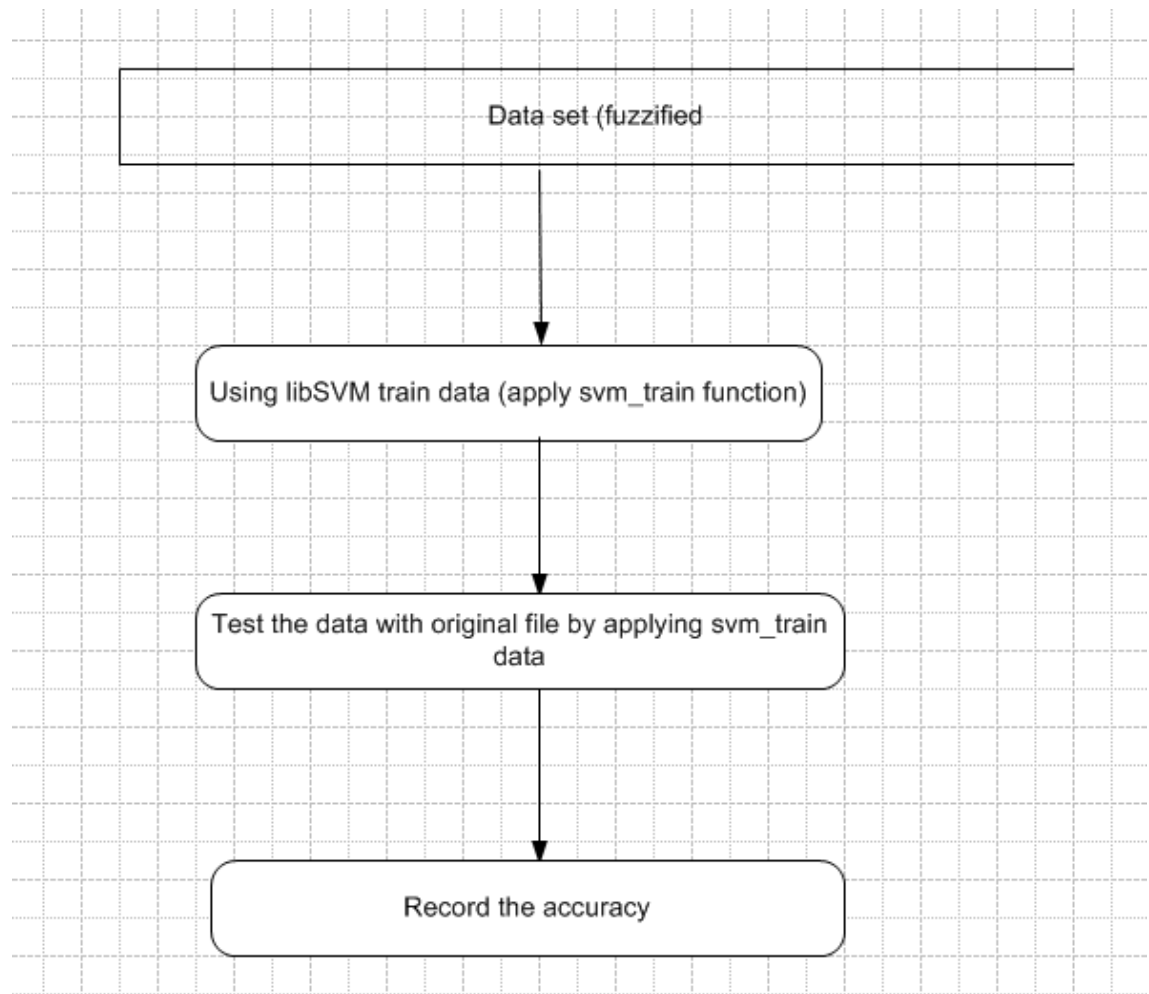 Data set (fuzzified
Using libSVM train data (apply svm_train function)
Test the data with original file by applying svm_train
data
Record the accuracy